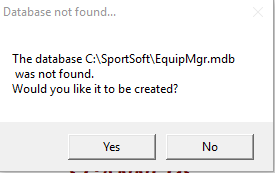 Database not found...
The database C:\SportSoft\EquipMgr.mdb
was not found.
Would you like it to be created?
Yes
No